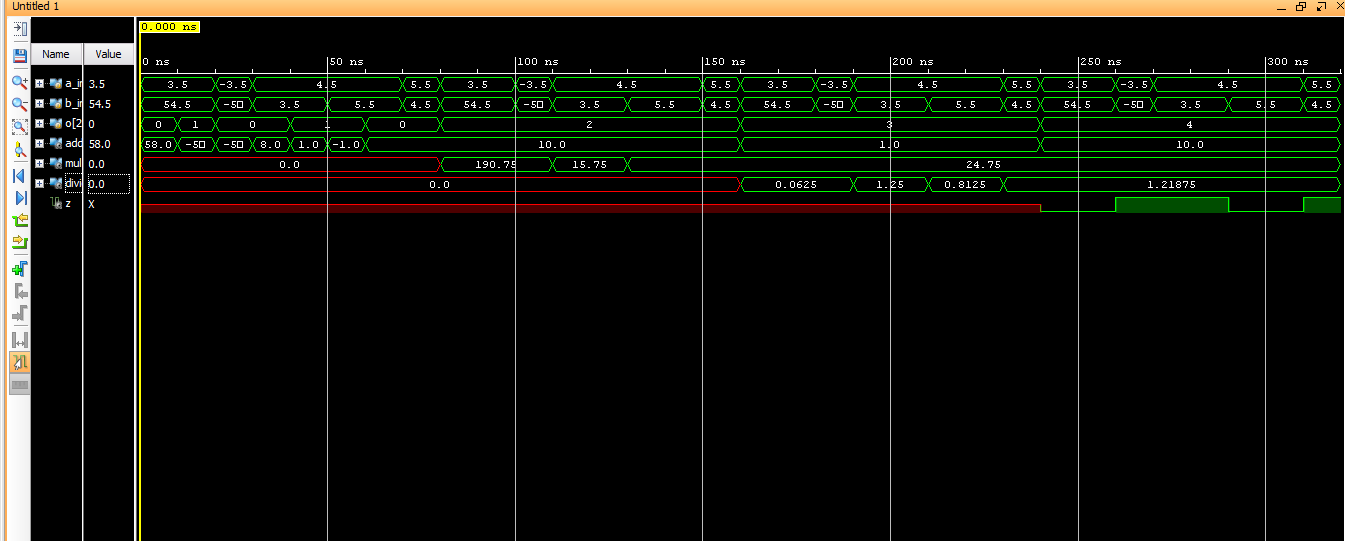 Untitled 1
0.000 ns
Name Value
0 ns 50 ns 100 ns 150 ns 200 ns 250 ns 300 ns
a_ir 3.5 3.5 -3.5 4.5 5.5 3.5 -3.5 4.5 5.5 3.5 -3.5 4.5 5.5 3.5 -3.5 4.5 5.5
b_ir 54.5 54.5 -5 3.5 5.5 4.5 54.5 -5 3.5 5.5 4.5 54.5 -5 3.5 5.5 4.5 54.5 -5 3.5 5.5 4.5
o[2 0 0 1 0 1 0 2 3 4
add 58.0 58.0 -5 -5 8.0 1.0 -1.0 10.0 1.0 10.0
mul 0.0 0.0 190.75 15.75 24.75
divi 0.0 0.0 0.0625 1.25 0.8125 1.21875
z X